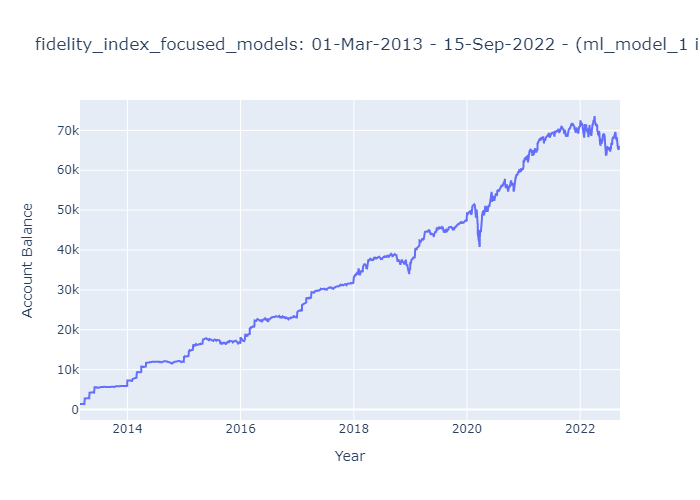 fidelity_index_focused_models: 01-Mar-2013 - 15-Sep-2022 - (ml_model_1 i
70k
60k
50k
40k
30k
20k
10k
0
Account Balance
2014 2016 2018 2020 2022
Year